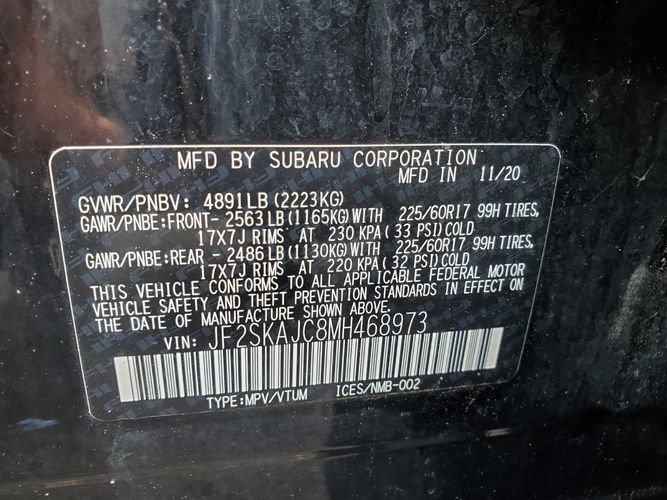 MFD BY SUBARU CORPORATION
MFD IN 11/20
GVWR/PNBV: 4891LB (2223KG)
GAWR/PNBE:FRONT- 2563LB (1165KG) WITH 225/60R17 99H TIRES,
17X7J RIMS AT 230 KPA ( 33 PSI) COLD
GAWR/PNBE:REAR - 2486LB (1130KG) WITH 225/60R17 99H TIRES,
17X7J RIMS AT 220 KPA ( 32 PSI) COLD
THIS VEHICLE CONFORMS TO ALL APPLICABLE FEDERAL MOTOR
VEHICLE SAFETY AND THEFT PREVENTION STANDARDS IN EFFECT ON
THE DATE OF MANUFACTURE SHOWN ABOVE.
VIN: JF2SKAJC8MH468973
TYPE:MPV/VTUM ICES/NMB-002